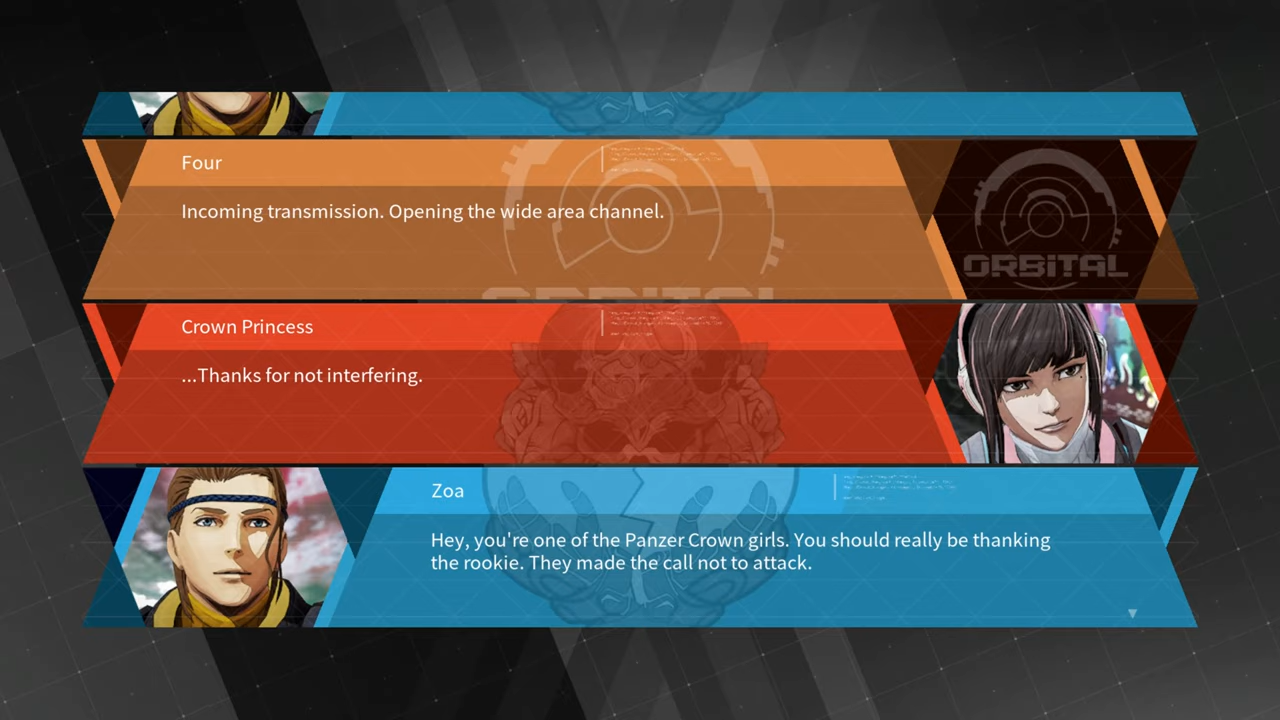 Four
Incoming transmission. Opening the wide area channel.
ORBITAL
Crown Princess
...Thanks for not interfering.
Zoa
Hey, you're one of the Panzer Crown girls. You should really be thanking
the rookie. They made the call not to attack.